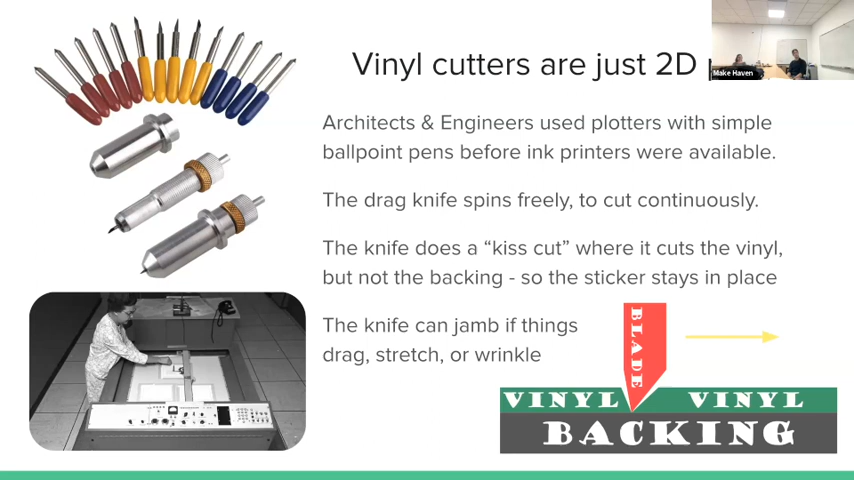 Vinyl cutters are just 2D
Make Haven
Architects & Engineers used plotters with simple
ballpoint pens before ink printers were available.
The drag knife spins freely, to cut continuously.
The knife does a “kiss cut” where it cuts the vinyl,
but not the backing - so the sticker stays in place
The knife can jamb if things
drag, stretch, or wrinkle
BLADE
VINYL VINYL
BACKING